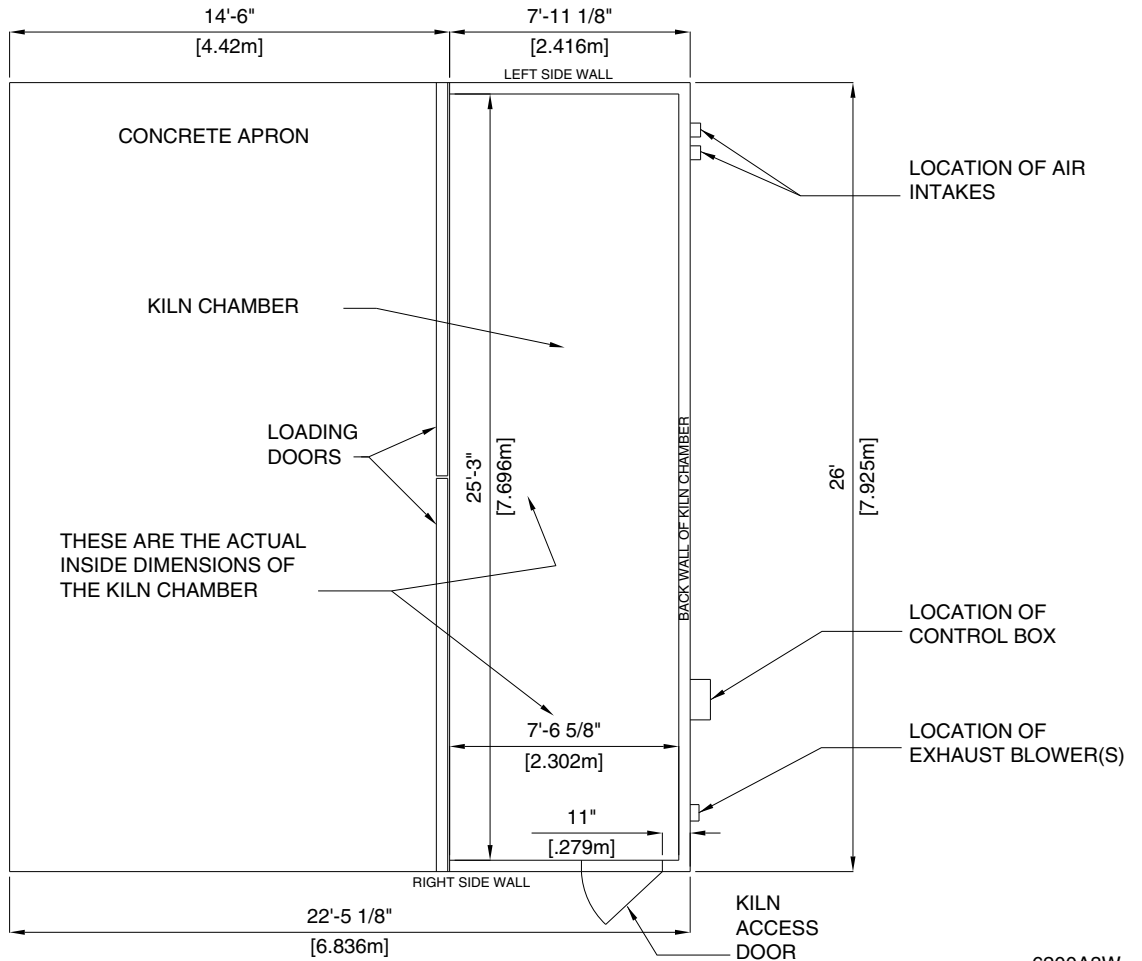 14'-6"
[4.42m]
7'-11 1/8"
[2.416m]
LEFT SIDE WALL
CONCRETE APRON
LOCATION OF AIR
INTAKES
KILN CHAMBER
LOADING
DOORS
25'-3"
[7.696m]
BACK WALL OF KILN CHAMBER
26'
[7.925m]
THESE ARE THE ACTUAL
INSIDE DIMENSIONS OF
THE KILN CHAMBER
LOCATION OF
CONTROL BOX
7'-6 5/8"
[2.302m]
LOCATION OF
EXHAUST BLOWER(S)
11"
[.279m]
RIGHT SIDE WALL
22'-5 1/8"
[6.836m]
KILN
ACCESS
DOOR